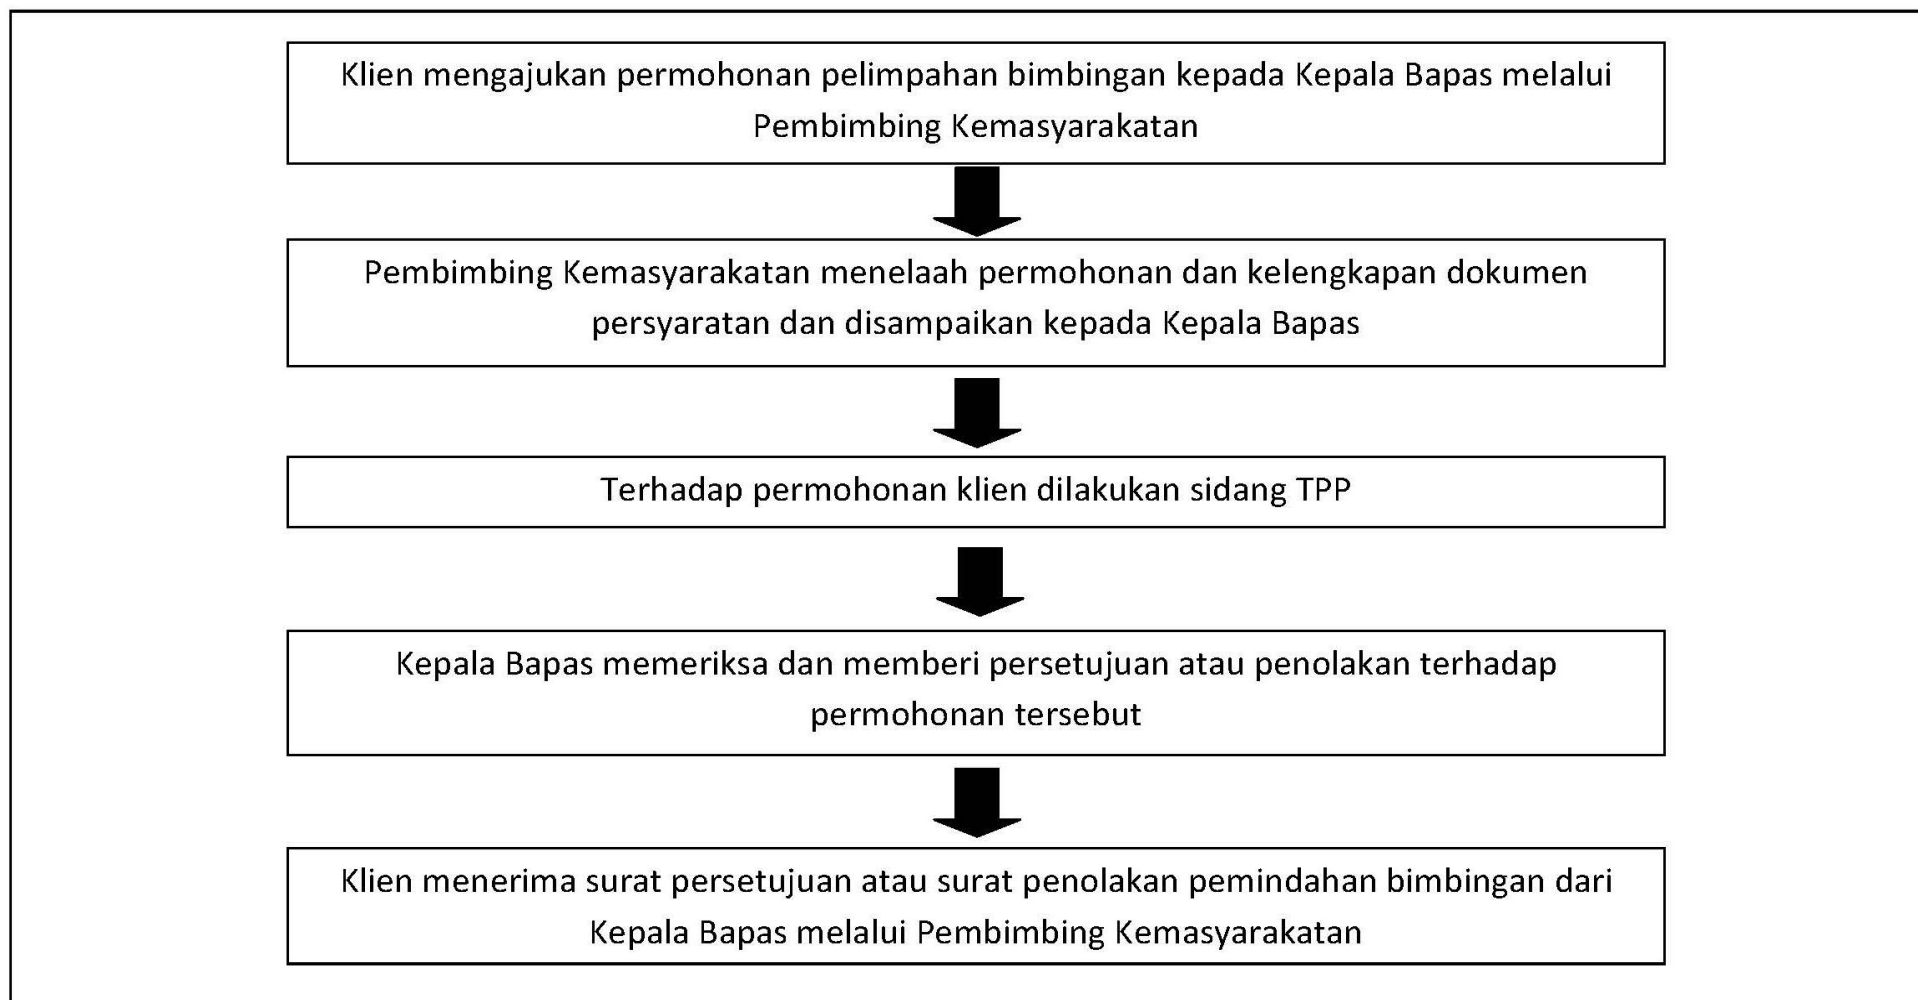 Klien mengajukan permohonan pelimpahan bimbingan kepada Kepala Bapas melalui
Pembimbing Kemasyarakatan
Pembimbing Kemasyarakatan menelaah permohonan dan kelengkapan dokumen
persyaratan dan disampaikan kepada Kepala Bapas
Terhadap permohonan klien dilakukan sidang TPP
Kepala Bapas memeriksa dan memberi persetujuan atau penolakan terhadap
permohonan tersebut
Klien menerima surat persetujuan atau surat penolakan pemindahan bimbingan dari
Kepala Bapas melalui Pembimbing Kemasyarakatan